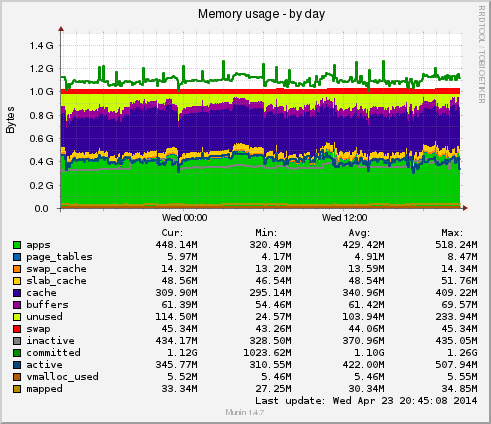 Memory usage - by day
RRDTOOL / TOBI OETIKER
Bytes
1.4 G
1.2 G
1.0 G
0.8 G
0.6 G
0.4 G
0.2 G
0.0
Wed 00:00 Wed 12:00
Cur: Min: Avg: Max:
apps 448.14M 320.49M 429.42M 518.24M
page_tables 5.97M 4.17M 4.91M 8.47M
swap_cache 14.32M 13.20M 13.59M 14.34M
slab_cache 48.56M 46.54M 48.54M 51.76M
cache 309.90M 295.14M 340.96M 409.22M
buffers 61.39M 54.46M 61.42M 69.57M
unused 114.50M 24.57M 103.94M 233.94M
swap 45.34M 43.26M 44.06M 45.34M
inactive 434.17M 328.50M 370.96M 435.05M
committed 1.12G 1023.62M 1.10G 1.26G
active 345.77M 310.55M 422.00M 507.94M
vmalloc_used 5.52M 5.46M 5.46M 5.55M
mapped 33.34M 27.25M 30.34M 34.85M
Last update: Wed Apr 23 20:45:08 2014
Munin 1.4.7